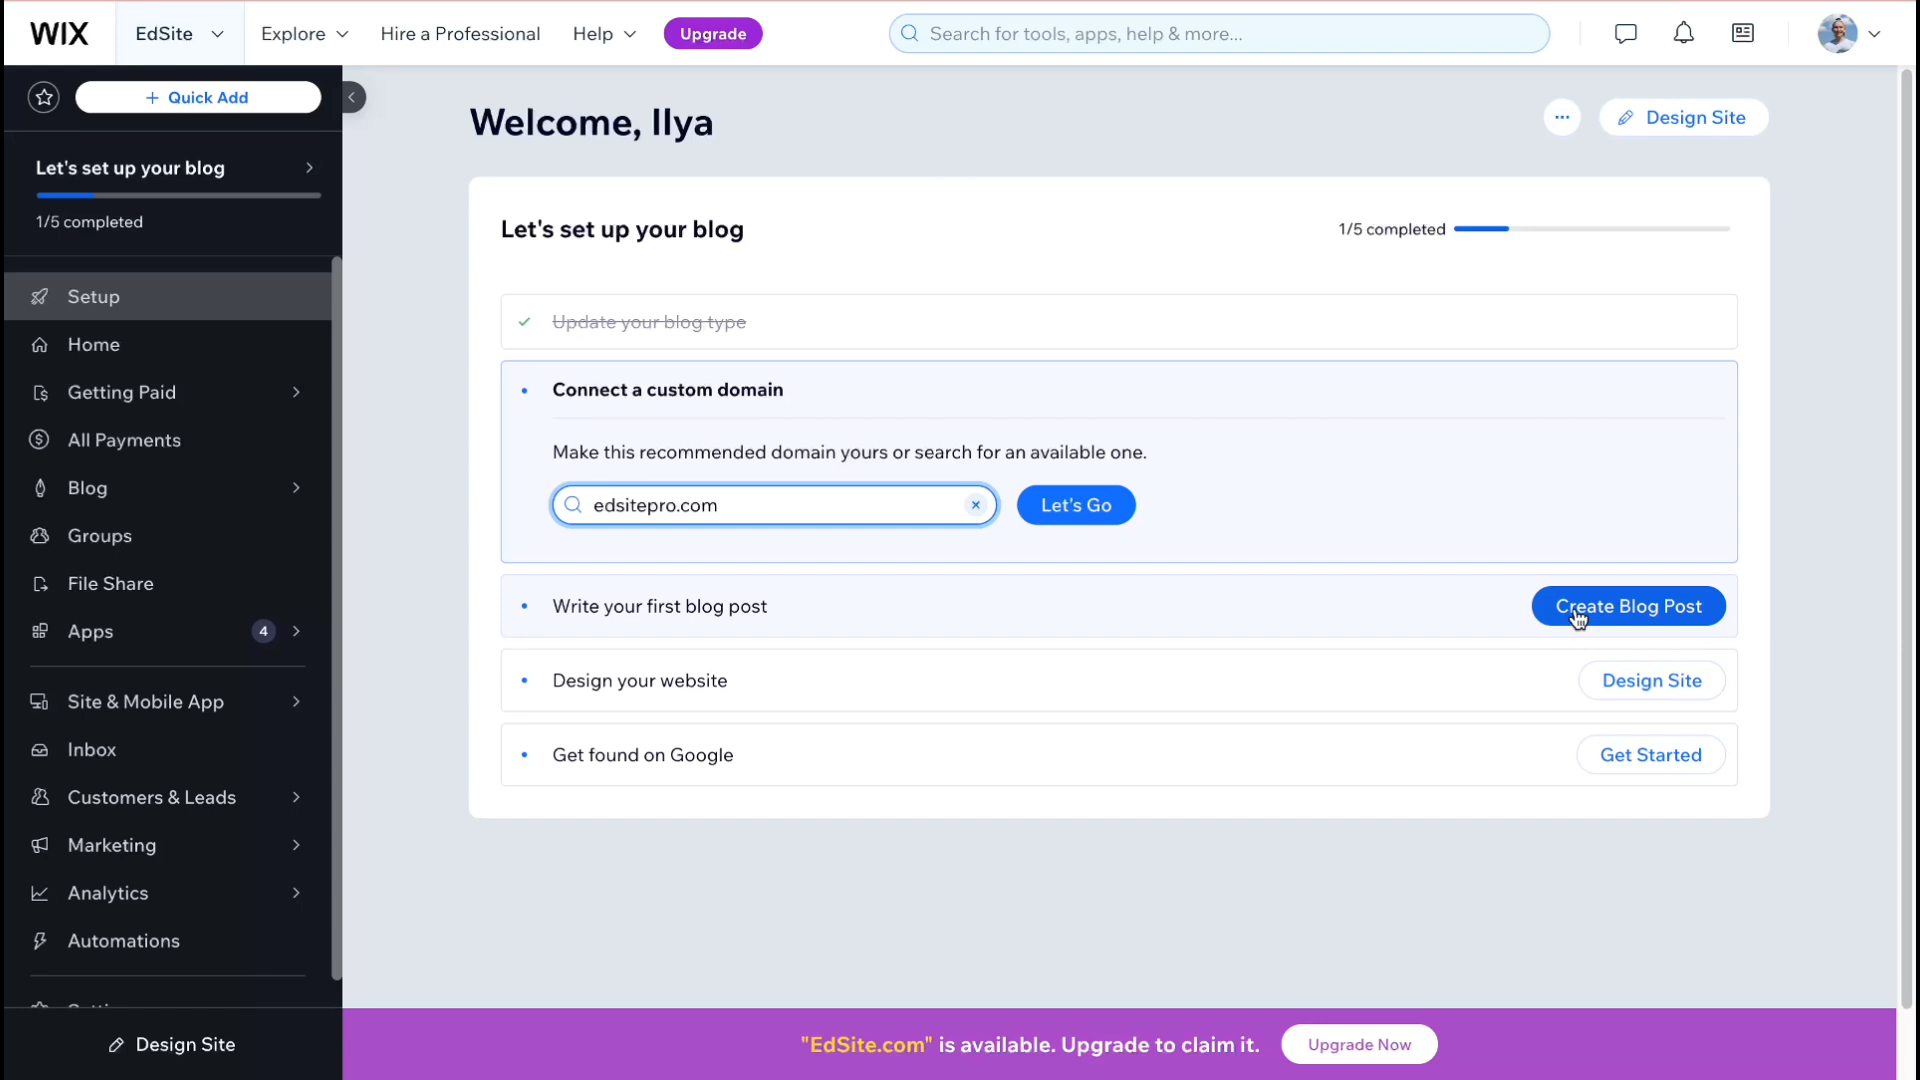 WIX
EdSite
Explore
Hire a Professional
Help
Upgrade
Search for tools, apps, help & more...
+ Quick Add
Let's set up your blog
1/5 completed
Setup
Home
Getting Paid
All Payments
Blog
Groups
File Share
Apps
4
Site & Mobile App
Inbox
Customers & Leads
Marketing
Analytics
Automations
Design Site
Welcome, Ilya
...
Design Site
Let's set up your blog
1/5 completed
Update your blog type
Connect a custom domain
Make this recommended domain yours or search for an available one.
edsitepro.com
Let's Go
Write your first blog post
Create Blog Post
Design your website
Design Site
Get found on Google
Get Started
"EdSite.com" is available. Upgrade to claim it.
Upgrade Now